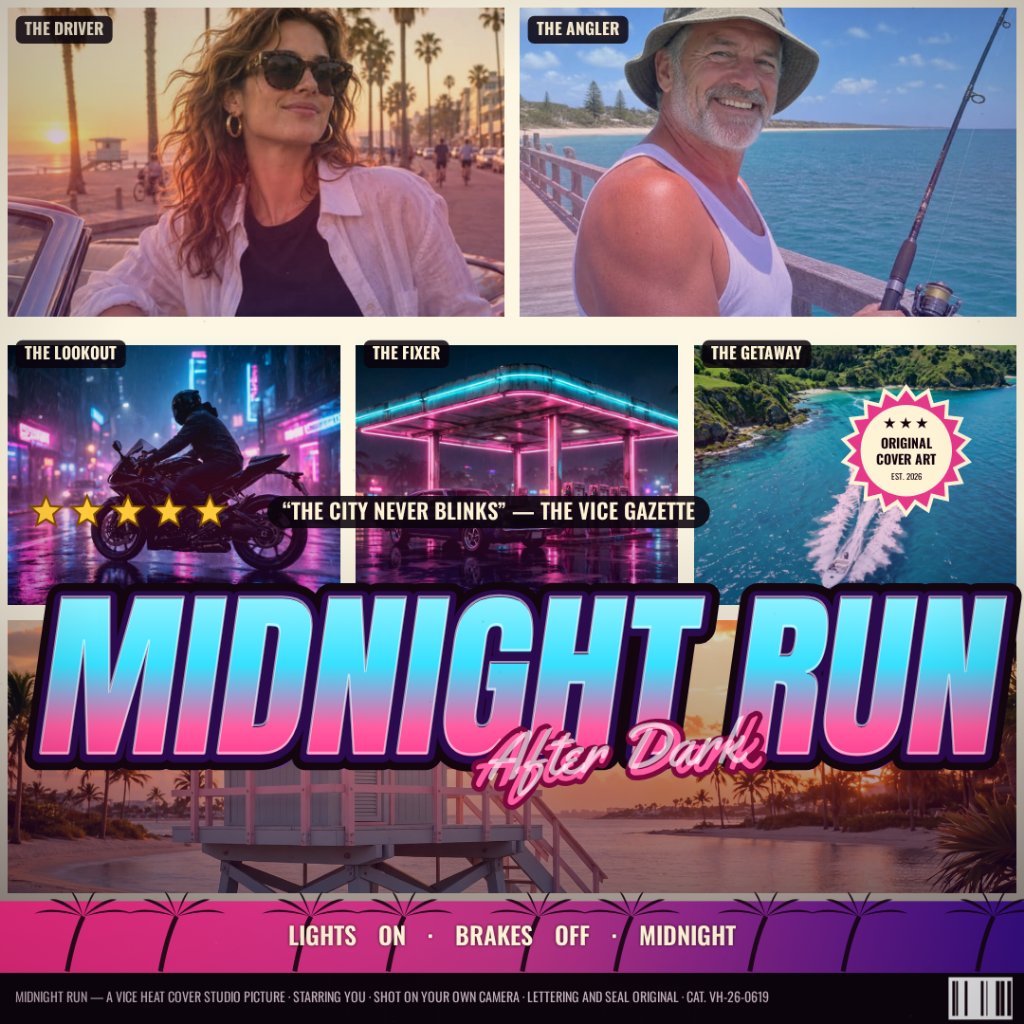 THE DRIVER
THE ANGLER
THE LOOKOUT
THE FIXER
THE GETAWAY
★ ★ ★
ORIGINAL
COVER ART
EST. 2026
“THE CITY NEVER BLINKS” — THE VICE GAZETTE
MIDNIGHT RUN
After Dark
LIGHTS ON · BRAKES OFF · MIDNIGHT
MIDNIGHT RUN — A VICE HEAT COVER STUDIO PICTURE · STARRING YOU · SHOT ON YOUR OWN CAMERA · LETTERING AND SEAL ORIGINAL · CAT. VH-26-0619